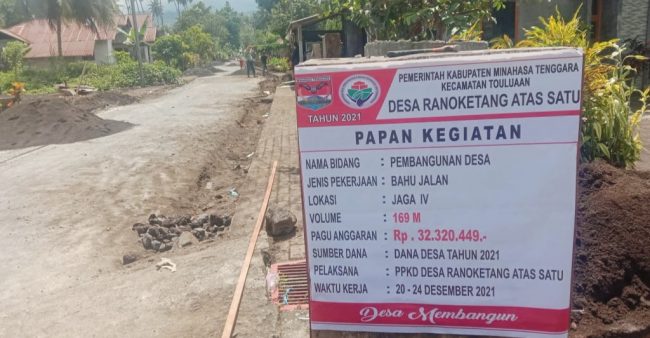 PEMERINTAH KABUPATEN MINAHASA TENGGARA
KECAMATAN TOULUAAN
DESA RANOKETANG ATAS SATU
TAHUN 2021
PAPAN KEGIATAN
NAMA BIDANG : PEMBANGUNAN DESA
JENIS PEKERJAAN : BAHU JALAN
LOKASI : JAGA IV
VOLUME : 169 M
PAGU ANGGARAN : Rp . 32.320.449.-
SUMBER DANA : DANA DESA TAHUN 2021
PELAKSANA : PPKD DESA RANOKETANG ATAS SATU
WAKTU KERJA : 20 - 24 DESEMBER 2021
Desa Membangun